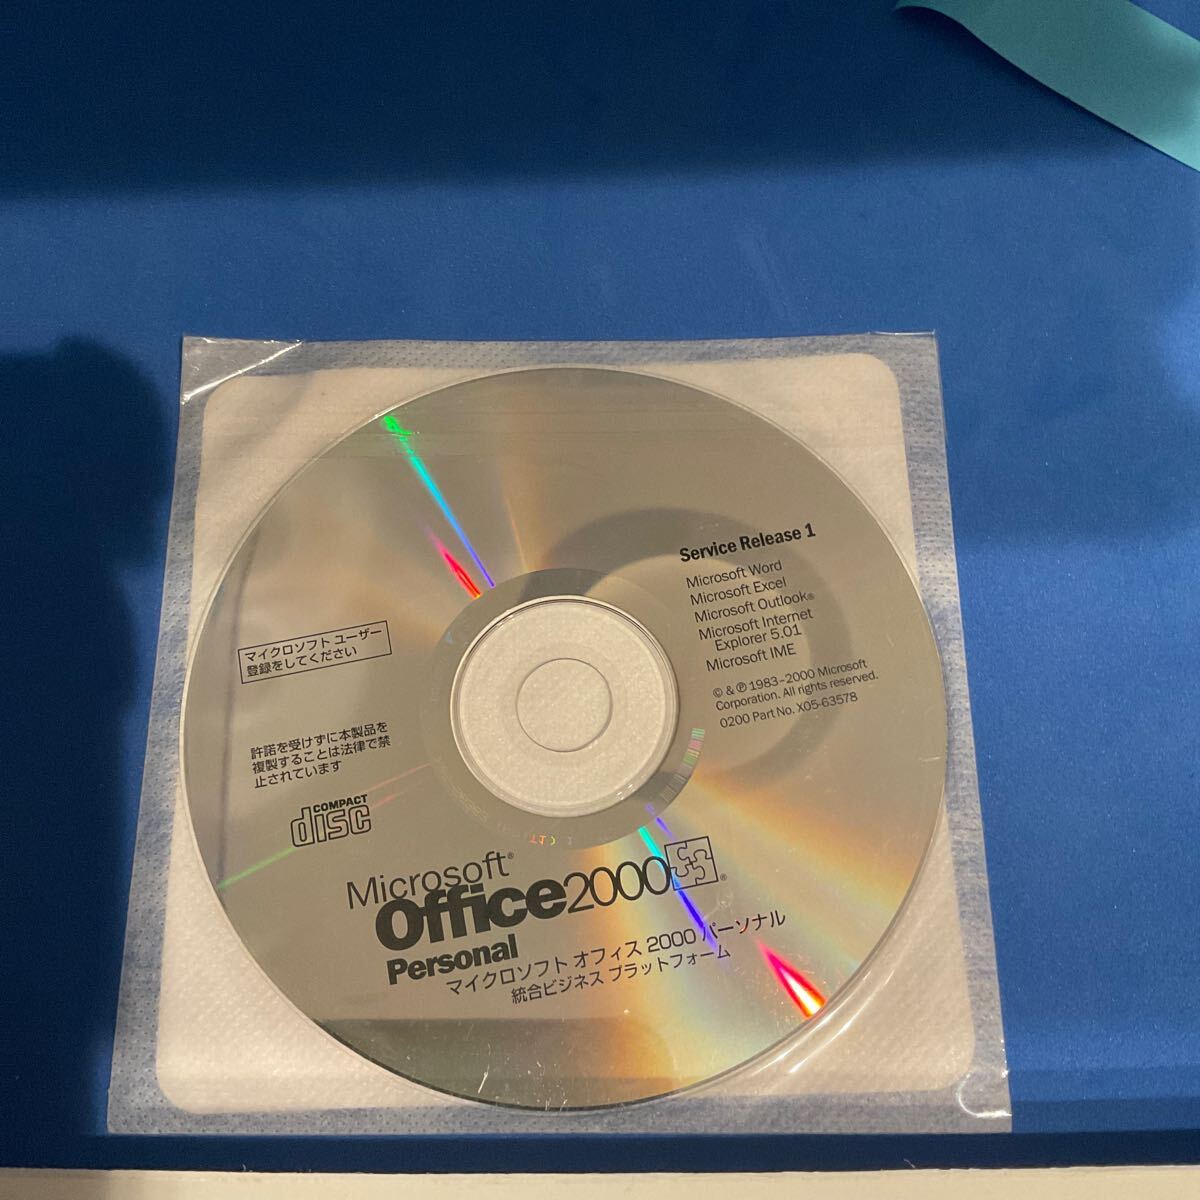 Service Release 1
Microsoft Word
Microsoft Excel
Microsoft Outlook®
Microsoft Internet
Explorer 5.01
Microsoft IME
© & ℗ 1983–2000 Microsoft
Corporation. All rights reserved.
0200 Part No. X05-63578
マイクロソフト ユーザー
登録をしてください
許諾を受けずに本製品を
複製することは法律で禁
止されています
COMPACT
disc
Microsoft®
Office2000®
Personal
マイクロソフト オフィス 2000 パーソナル
統合ビジネス プラットフォーム